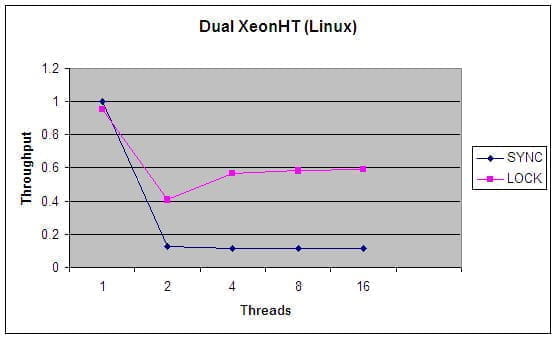 Dual XeonHT (Linux)
1.2
1
0.8
0.6
0.4
0.2
0
Throughput
1 2 4 8 16
Threads
SYNC
LOCK